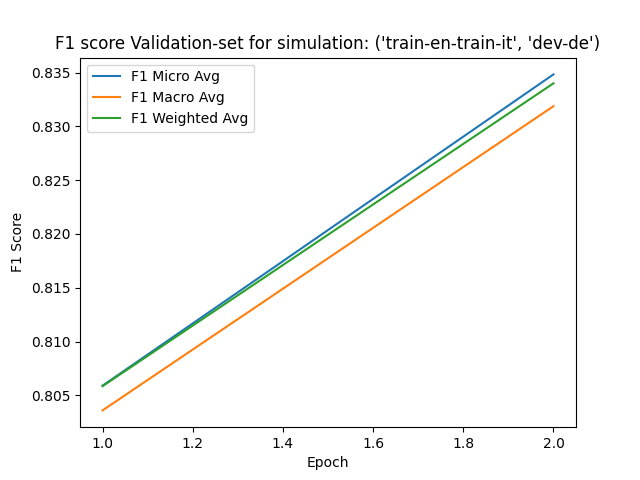 F1 score Validation-set for simulation: ('train-en-train-it', 'dev-de')
F1 Micro Avg
F1 Macro Avg
F1 Weighted Avg
0.835
0.830
0.825
0.820
0.815
0.810
0.805
F1 Score
1.0 1.2 1.4 1.6 1.8 2.0
Epoch